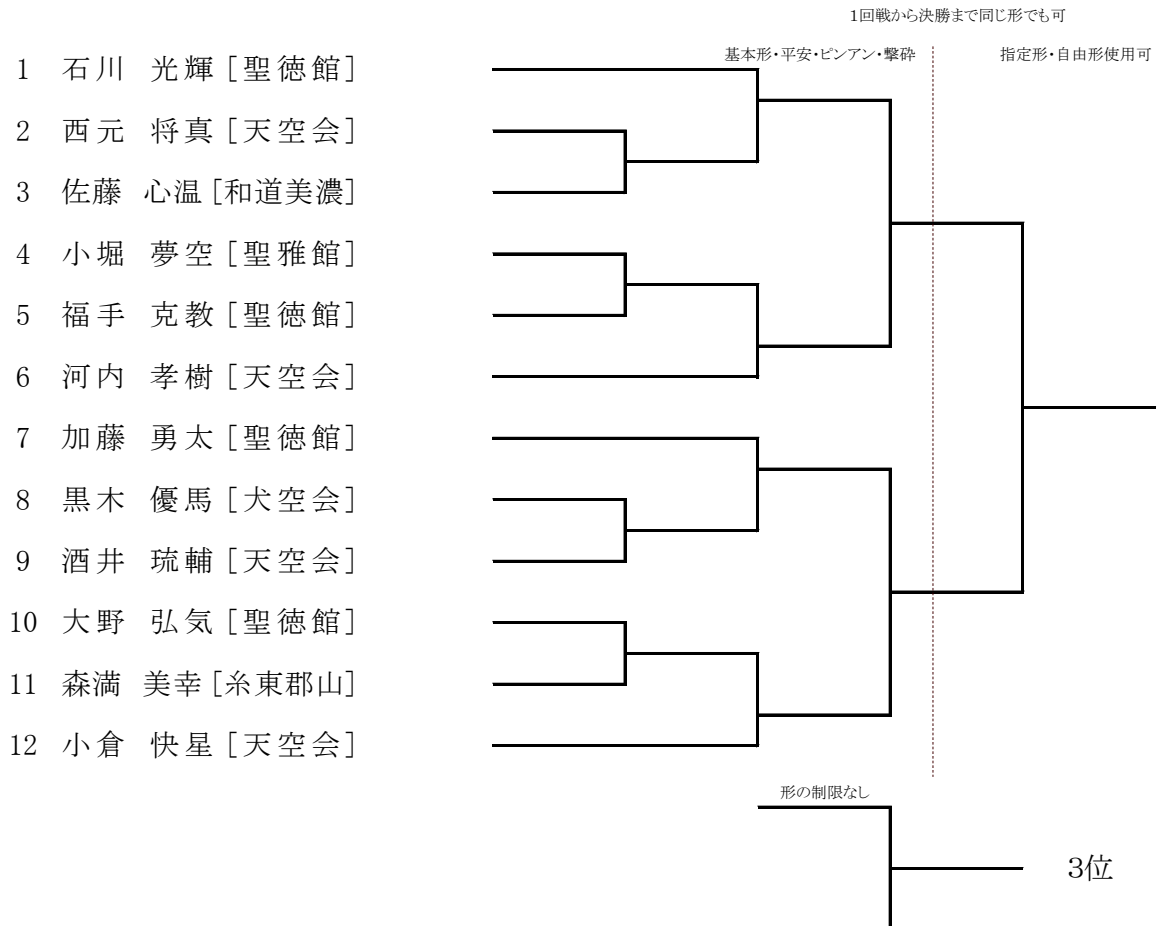 1回戦から決勝まで同じ形でも可
基本形・平安・ピンアン・撃砕
指定形・自由形使用可
1 石川 光輝 [聖徳館]
2 西元 将真 [天空会]
3 佐藤 心温 [和道美濃]
4 小堀 夢空 [聖雅館]
5 福手 克教 [聖徳館]
6 河内 孝樹 [天空会]
7 加藤 勇太 [聖徳館]
8 黒木 優馬 [犬空会]
9 酒井 琉輔 [天空会]
10 大野 弘気 [聖徳館]
11 森満 美幸 [糸東郡山]
12 小倉 快星 [天空会]
形の制限なし
3位